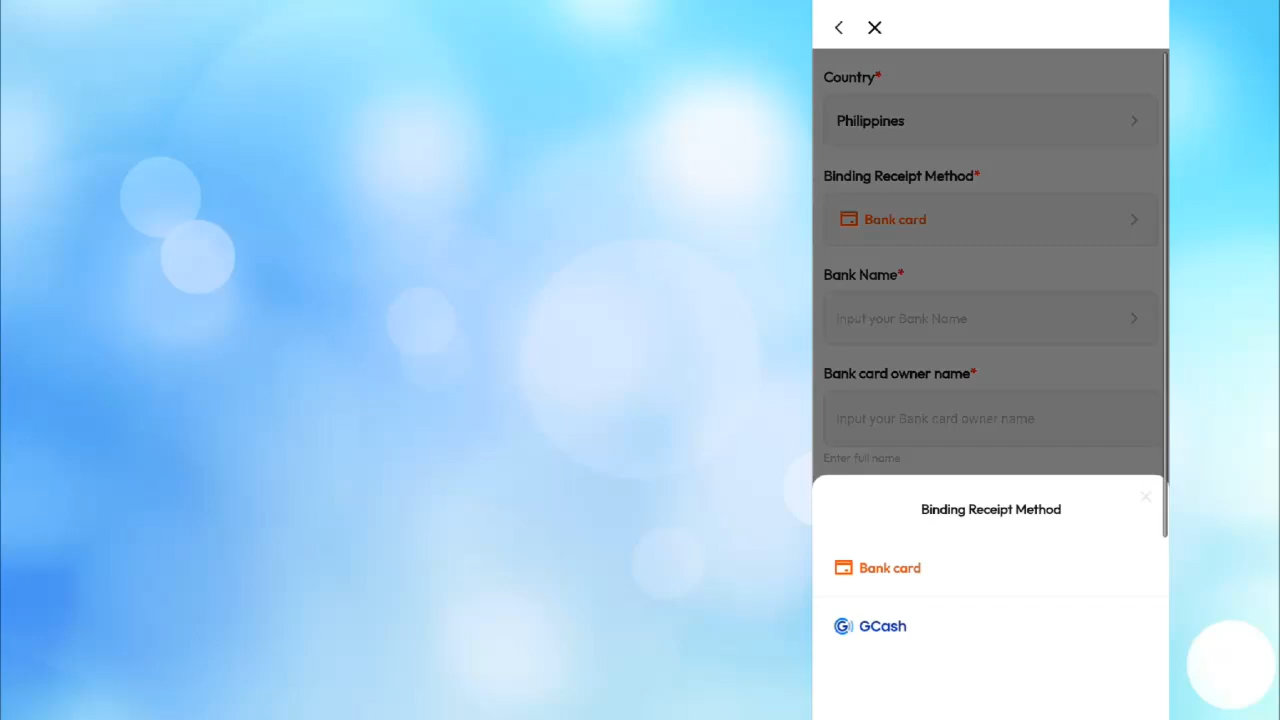 Country*
Philippines
Binding Receipt Method*
Bank card
Bank Name*
Input your Bank Name
Bank card owner name*
Input your Bank card owner name
Enter full name
Binding Receipt Method
Bank card
GCash